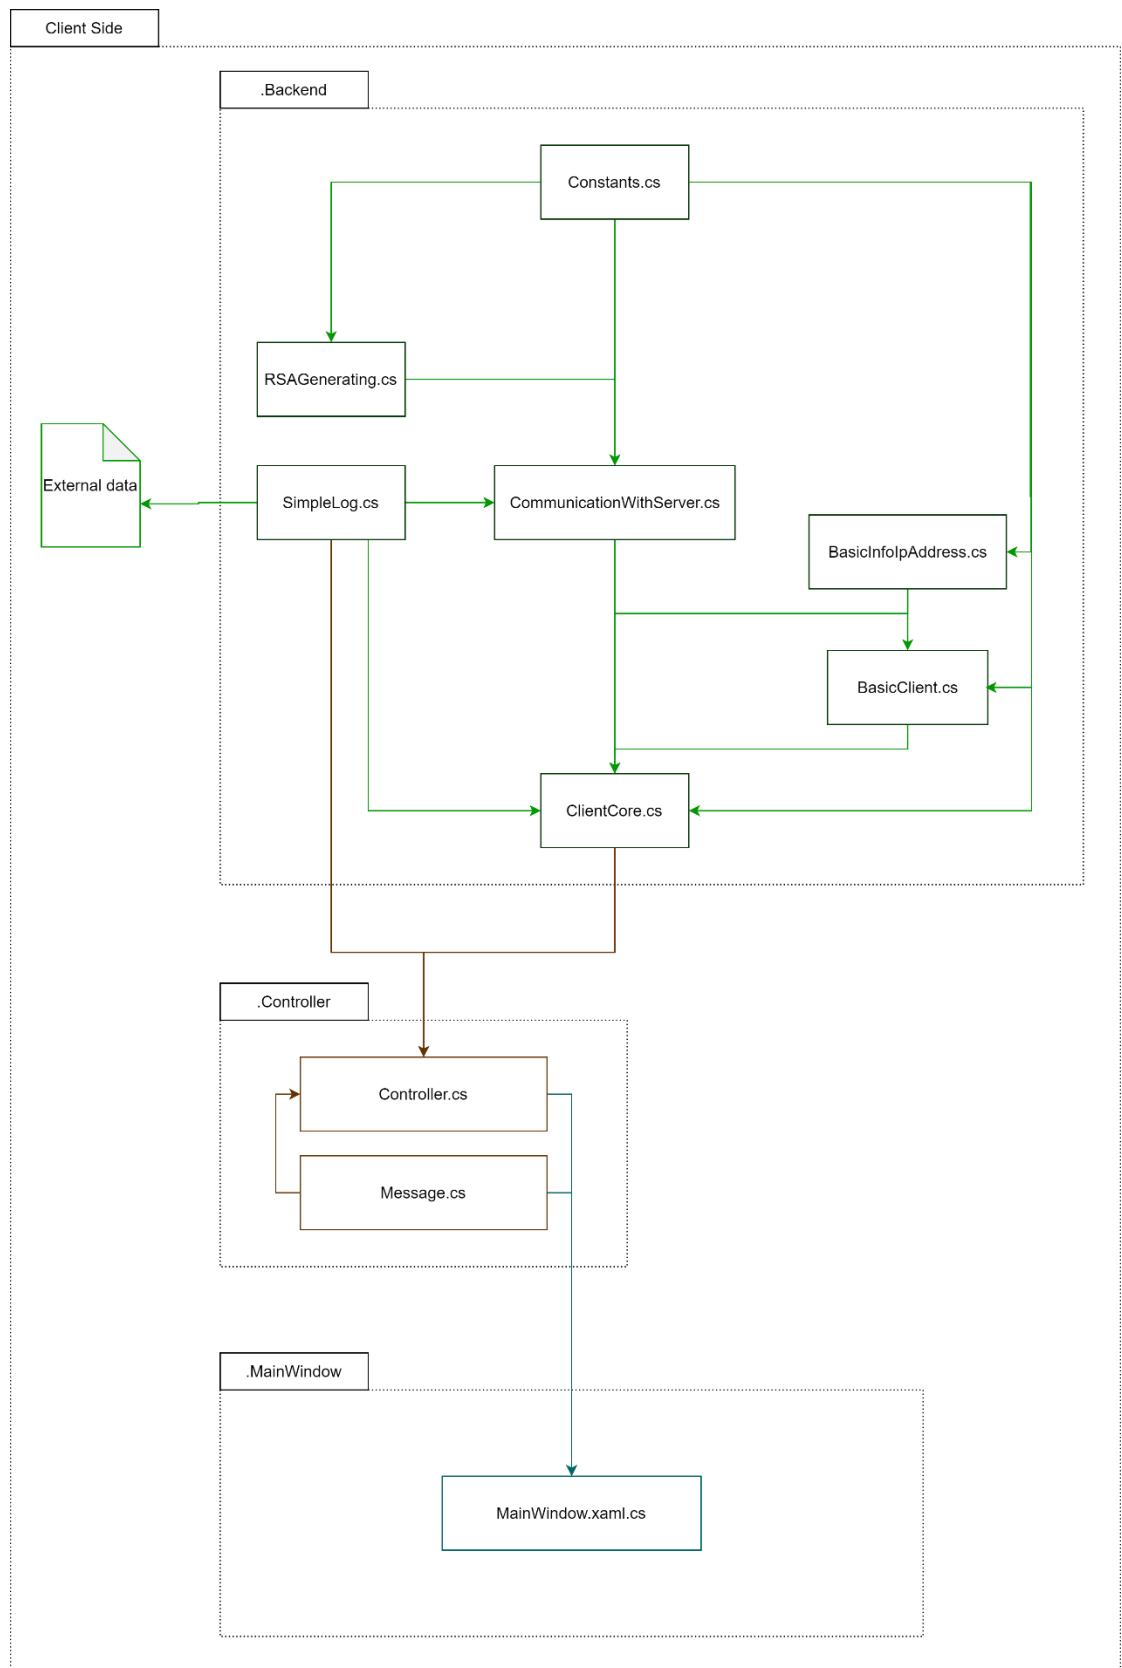 Client Side
.Backend
Constants.cs
RSAGenerating.cs
External data
SimpleLog.cs
CommunicationWithServer.cs
BasicInfoIpAddress.cs
BasicClient.cs
ClientCore.cs
.Controller
Controller.cs
Message.cs
.MainWindow
MainWindow.xaml.cs